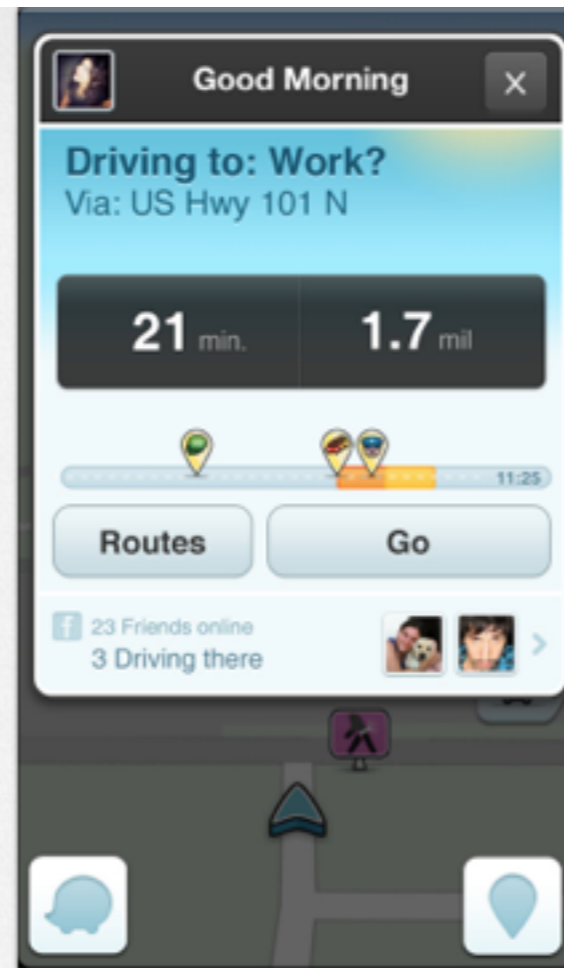 Good Morning
Driving to: Work?
Via: US Hwy 101 N
21 min. 1.7 mil
11:25
Routes Go
f 23 Friends online
3 Driving there